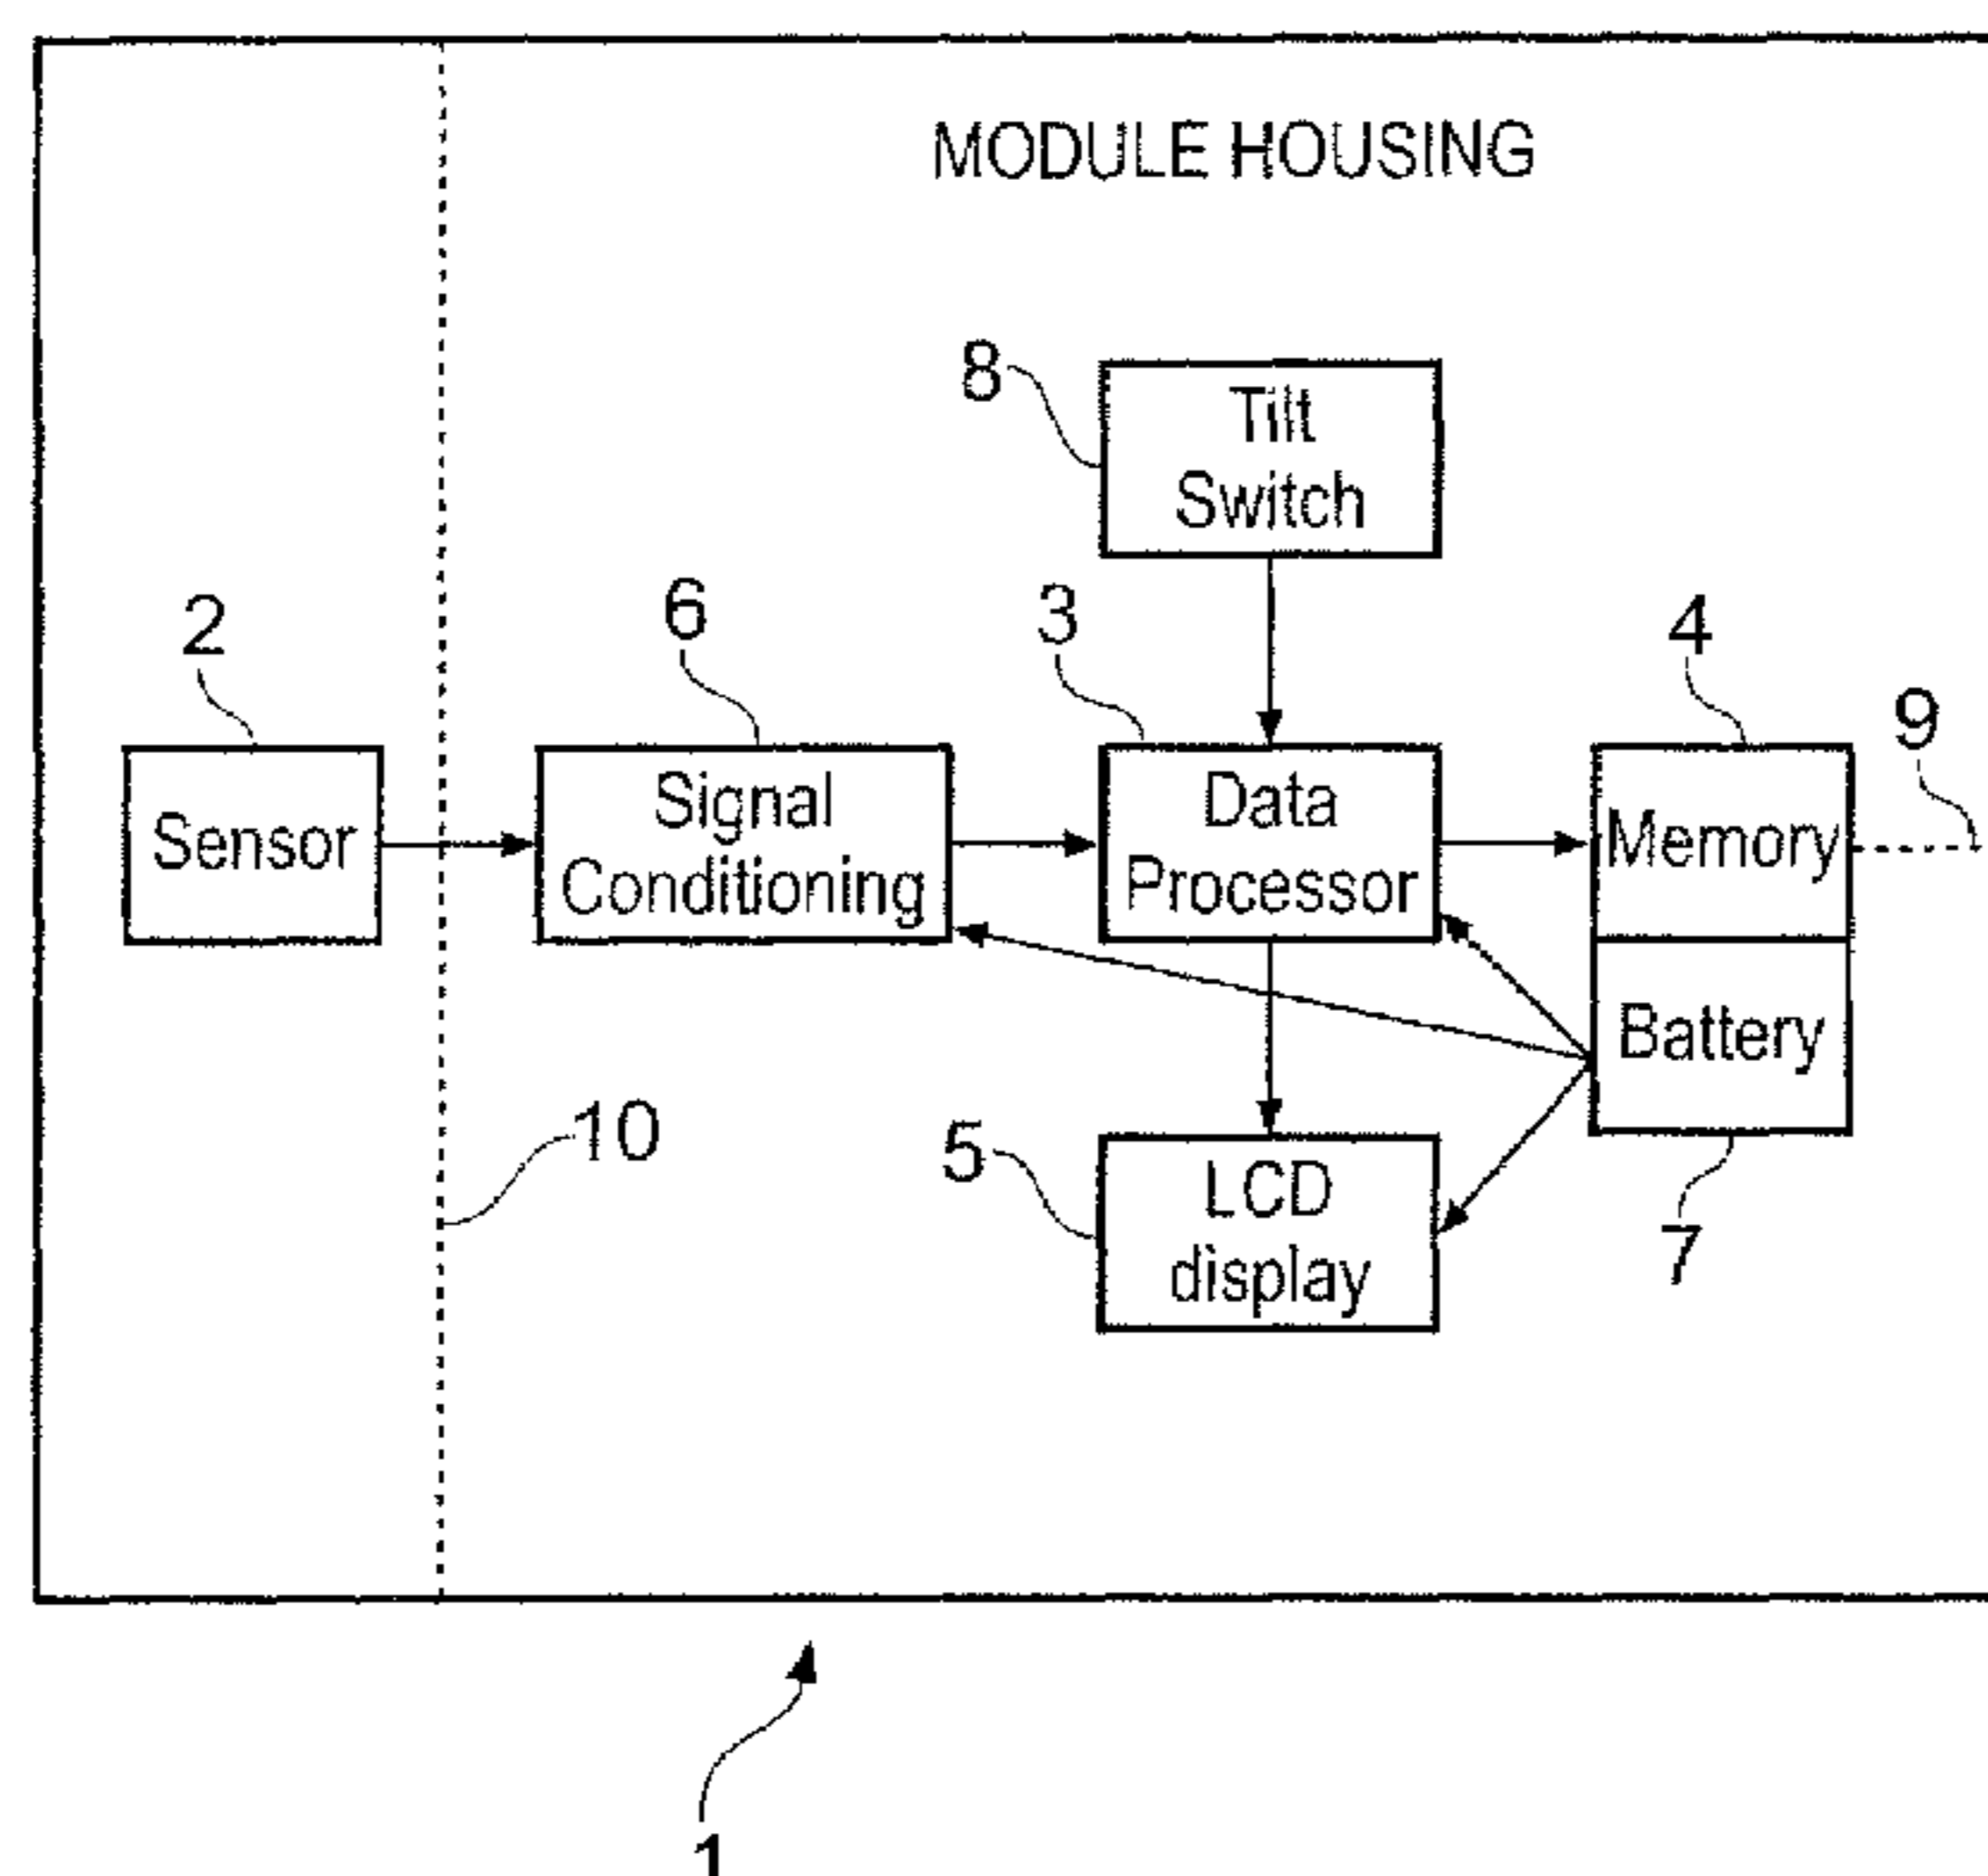 MODULE HOUSING
8
Tilt
Switch
2
6
3
4
9
Sensor
Signal
Conditioning
Data
Processor
Memory
Battery
10
5
LCD
display
7
1